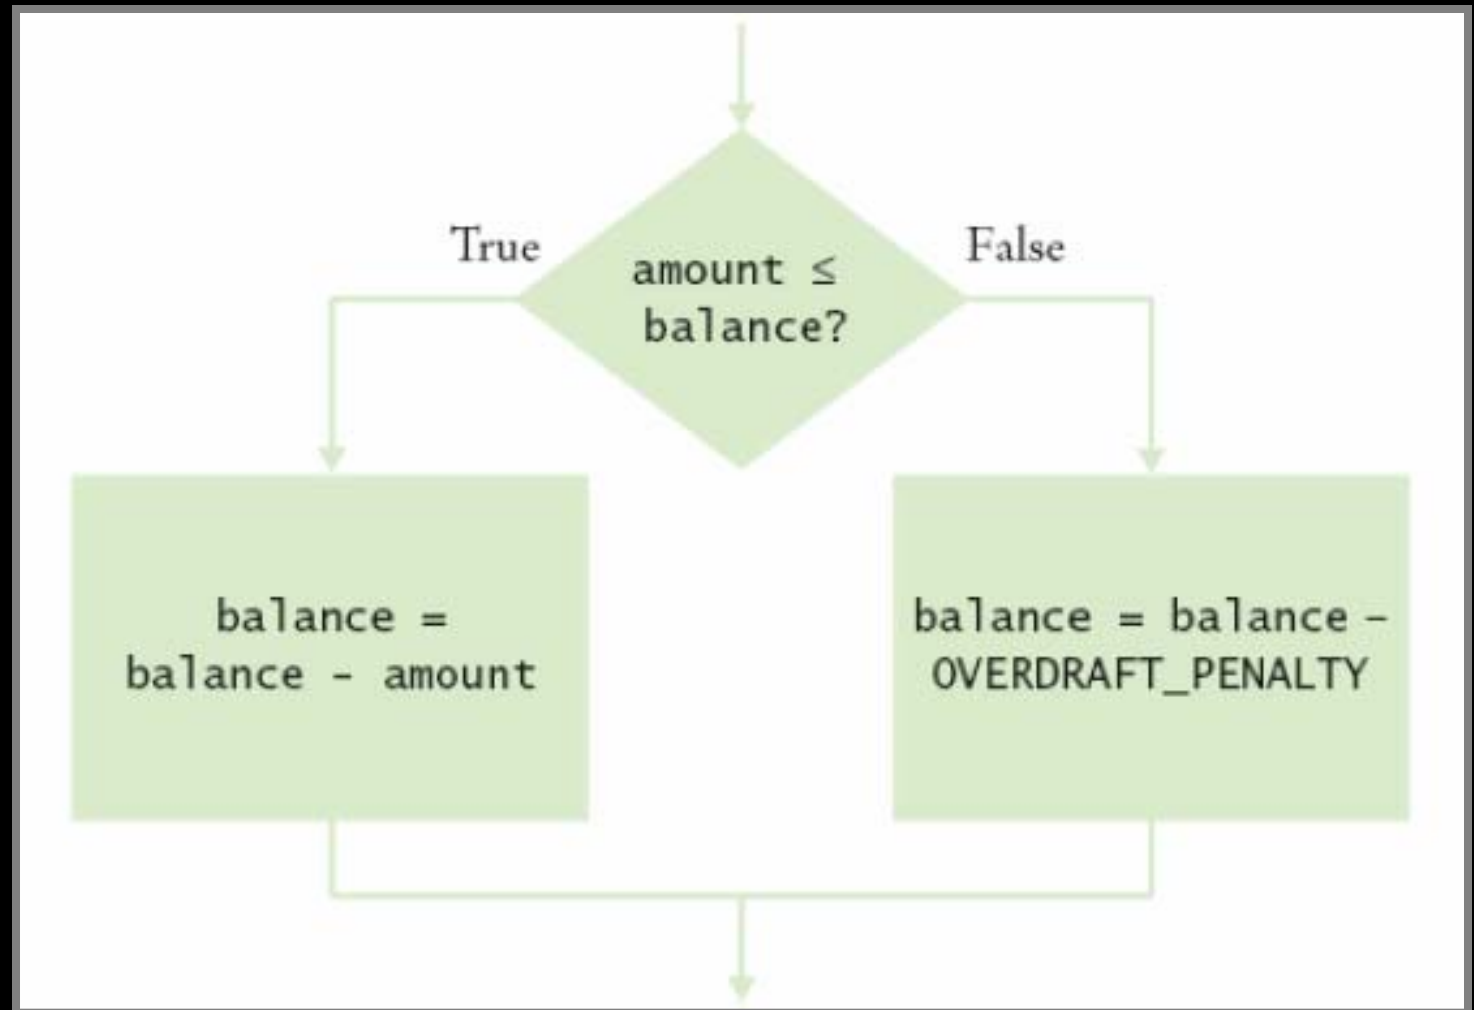 True
amount ≤
balance?
False
balance =
balance - amount
balance = balance –
OVERDRAFT_PENALTY